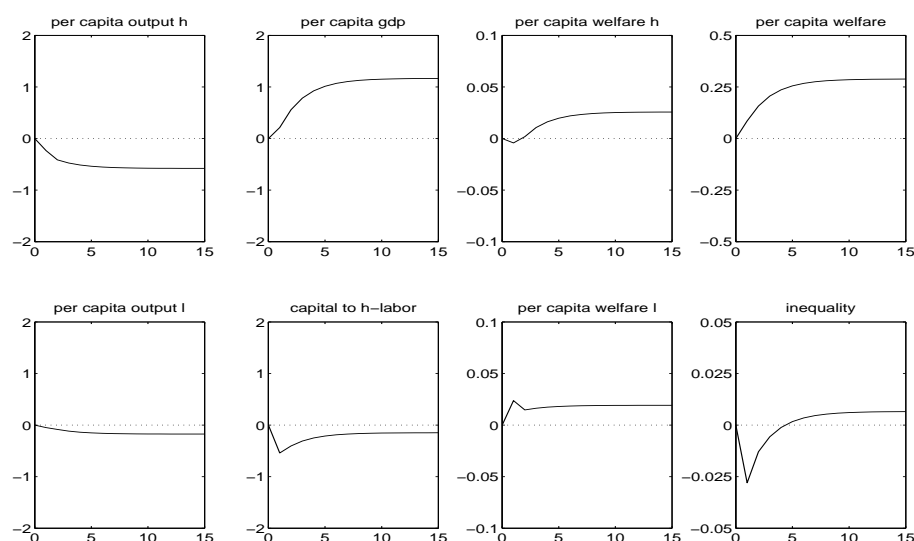 per capita output h
per capita gdp
per capita welfare h
per capita welfare
2
1
0
−1
−2
0 5 10 15
2
1
0
−1
−2
0 5 10 15
0.1
0.05
0
−0.05
−0.1
0 5 10 15
0.5
0.25
0
−0.25
−0.5
0 5 10 15
per capita output l
capital to h−labor
per capita welfare l
inequality
2
1
0
−1
−2
0 5 10 15
2
1
0
−1
−2
0 5 10 15
0.1
0.05
0
−0.05
−0.1
0 5 10 15
0.05
0.025
0
−0.025
−0.05
0 5 10 15